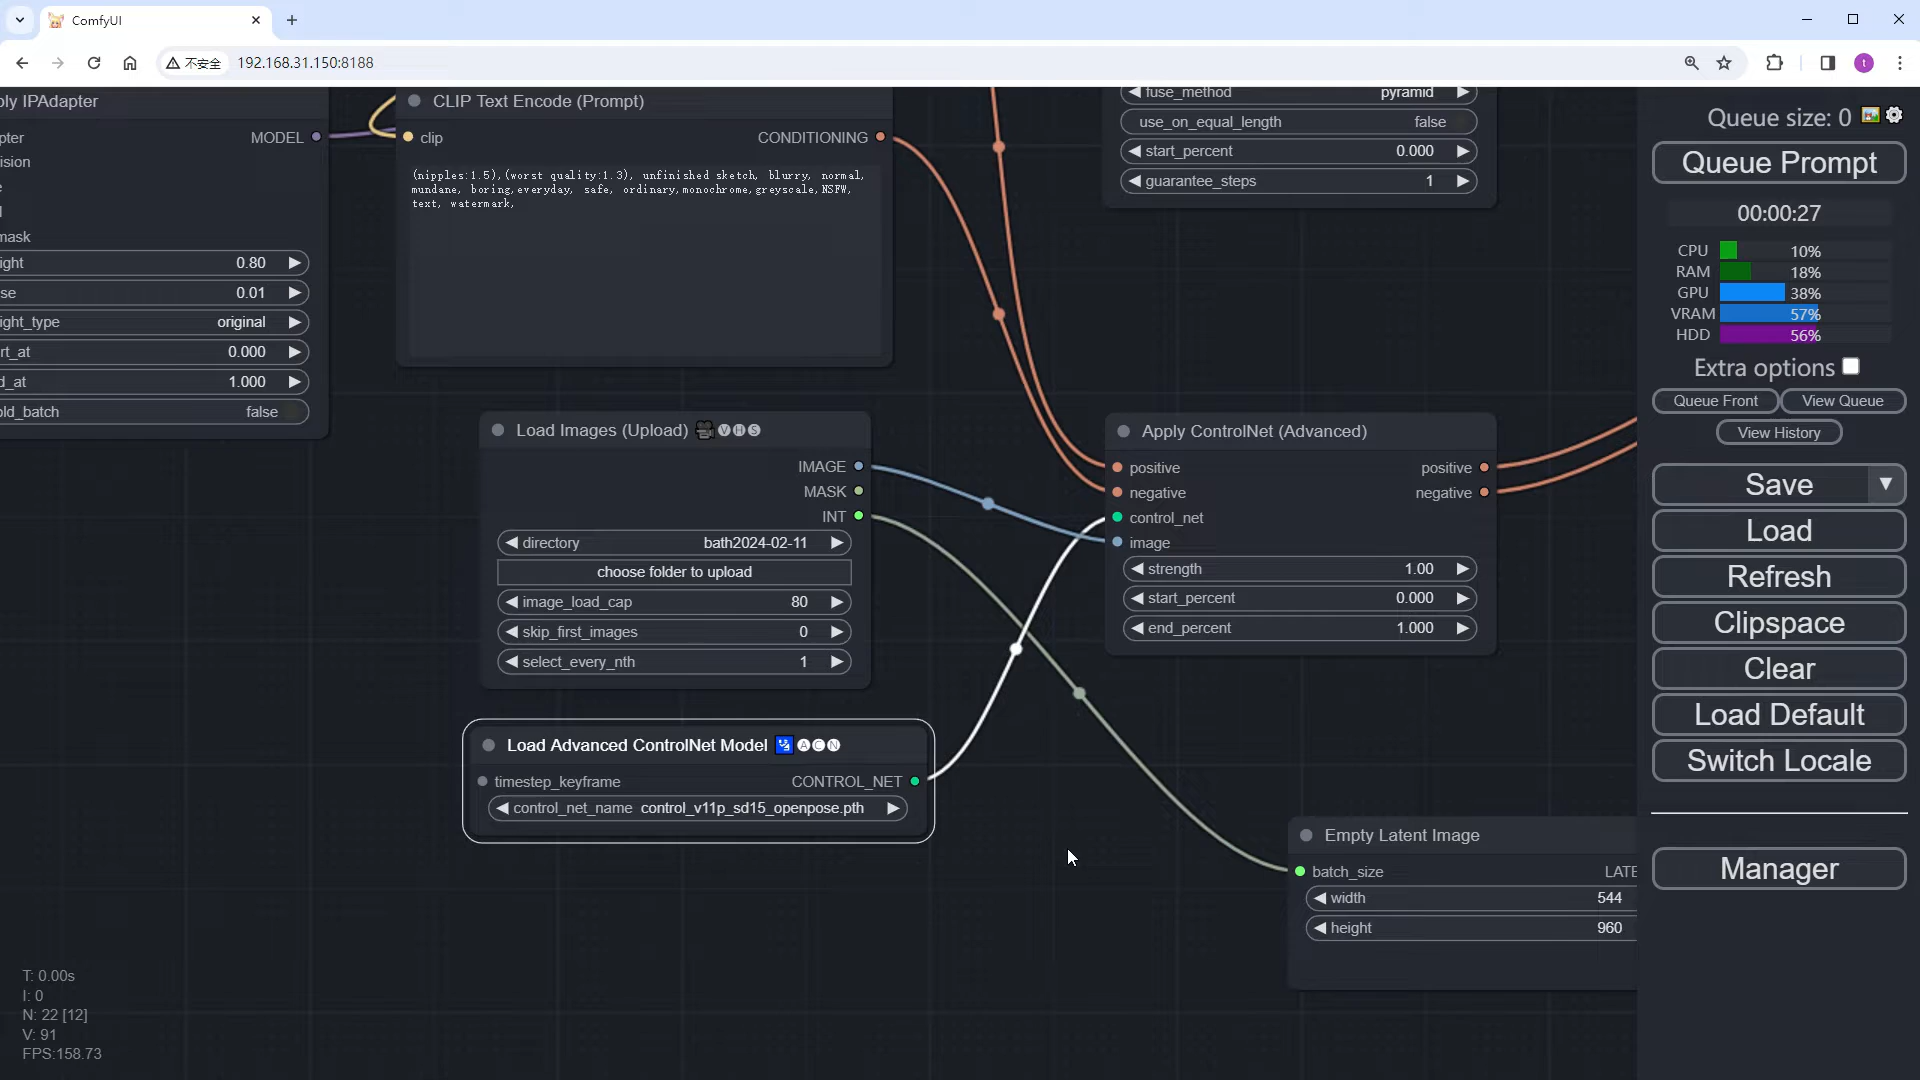 ComfyUI
不安全
192.168.31.150:8188
t
ply IPAdapter
pter
MODEL
ision
mask
ight
0.80
se
0.01
ight_type
original
rt_at
0.000
d_at
1.000
old_batch
false
CLIP Text Encode (Prompt)
clip
CONDITIONING
(nipples:1.5),(worst quality:1.3), unfinished sketch, blurry, normal,
mundane, boring,everyday, safe, ordinary,monochrome,greyscale,NSFW,
text, watermark,
fuse_method
pyramid
use_on_equal_length
false
start_percent
0.000
guarantee_steps
1
Load Images (Upload) 🎥🅥🅗🅢
IMAGE
MASK
INT
directory
bath2024-02-11
choose folder to upload
image_load_cap
80
skip_first_images
0
select_every_nth
1
Apply ControlNet (Advanced)
positive
positive
negative
negative
control_net
image
strength
1.00
start_percent
0.000
end_percent
1.000
Load Advanced ControlNet Model 🛂🅐🅒🅝
timestep_keyframe
CONTROL_NET
control_net_name
control_v11p_sd15_openpose.pth
Empty Latent Image
batch_size
LATE
width
544
height
960
Queue size: 0
Queue Prompt
00:00:27
CPU
10%
RAM
18%
GPU
38%
VRAM
57%
HDD
56%
Extra options
Queue Front
View Queue
View History
Save
Load
Refresh
Clipspace
Clear
Load Default
Switch Locale
Manager
T: 0.00s
I: 0
N: 22 [12]
V: 91
FPS:158.73